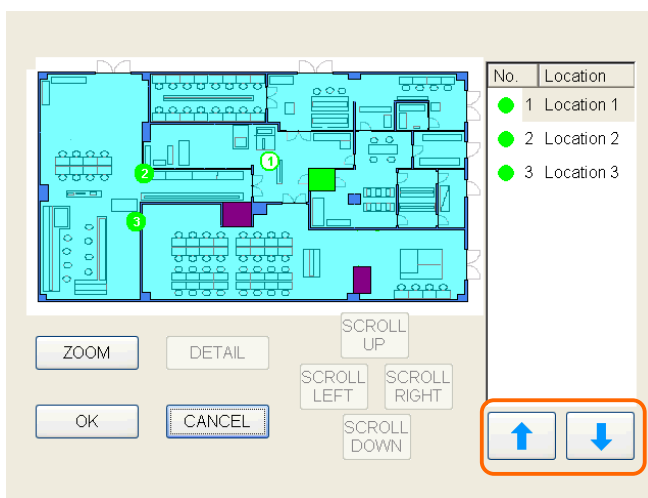 No. Location
1 Location 1
2 Location 2
3 Location 3
1
2
3
ZOOM
DETAIL
SCROLL
UP
SCROLL
LEFT
SCROLL
RIGHT
OK
CANCEL
SCROLL
DOWN